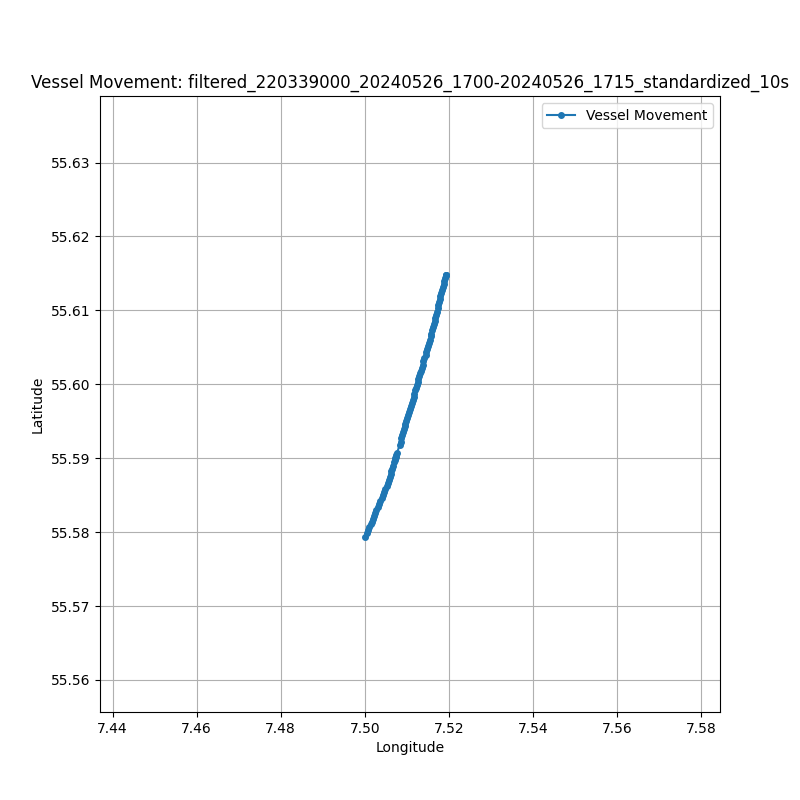 Vessel Movement: filtered_220339000_20240526_1700-20240526_1715_standardized_10s
Vessel Movement
55.63
55.62
55.61
55.60
55.59
55.58
55.57
55.56
Latitude
7.44 7.46 7.48 7.50 7.52 7.54 7.56 7.58
Longitude